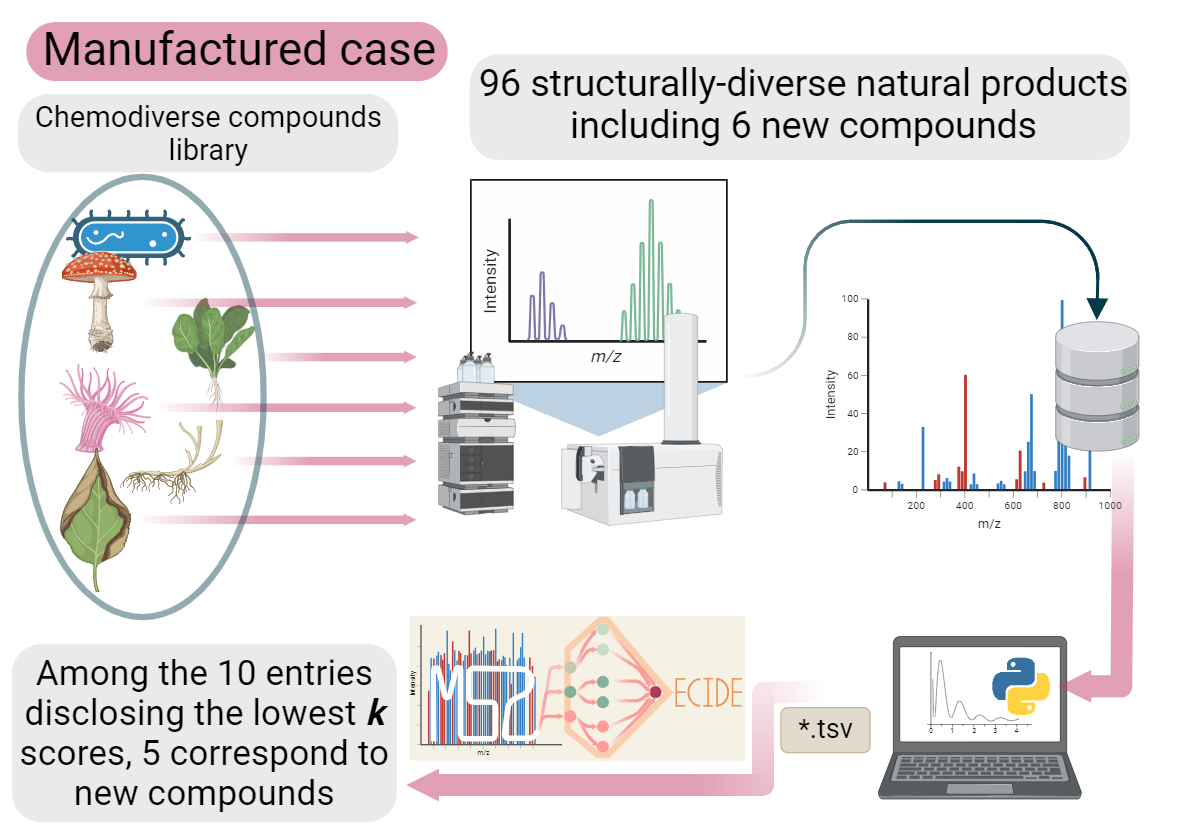 Manufactured case
Chemodiverse compounds
library
96 structurally-diverse natural products
including 6 new compounds
Intensity
m/z
100
80
60
40
20
0
Intensity
200 400 600 800 1000
m/z
Among the 10 entries
disclosing the lowest k
scores, 5 correspond to
new compounds
Intensity
MS2
m/z
ECIDE
*.tsv
0 1 2 3 4